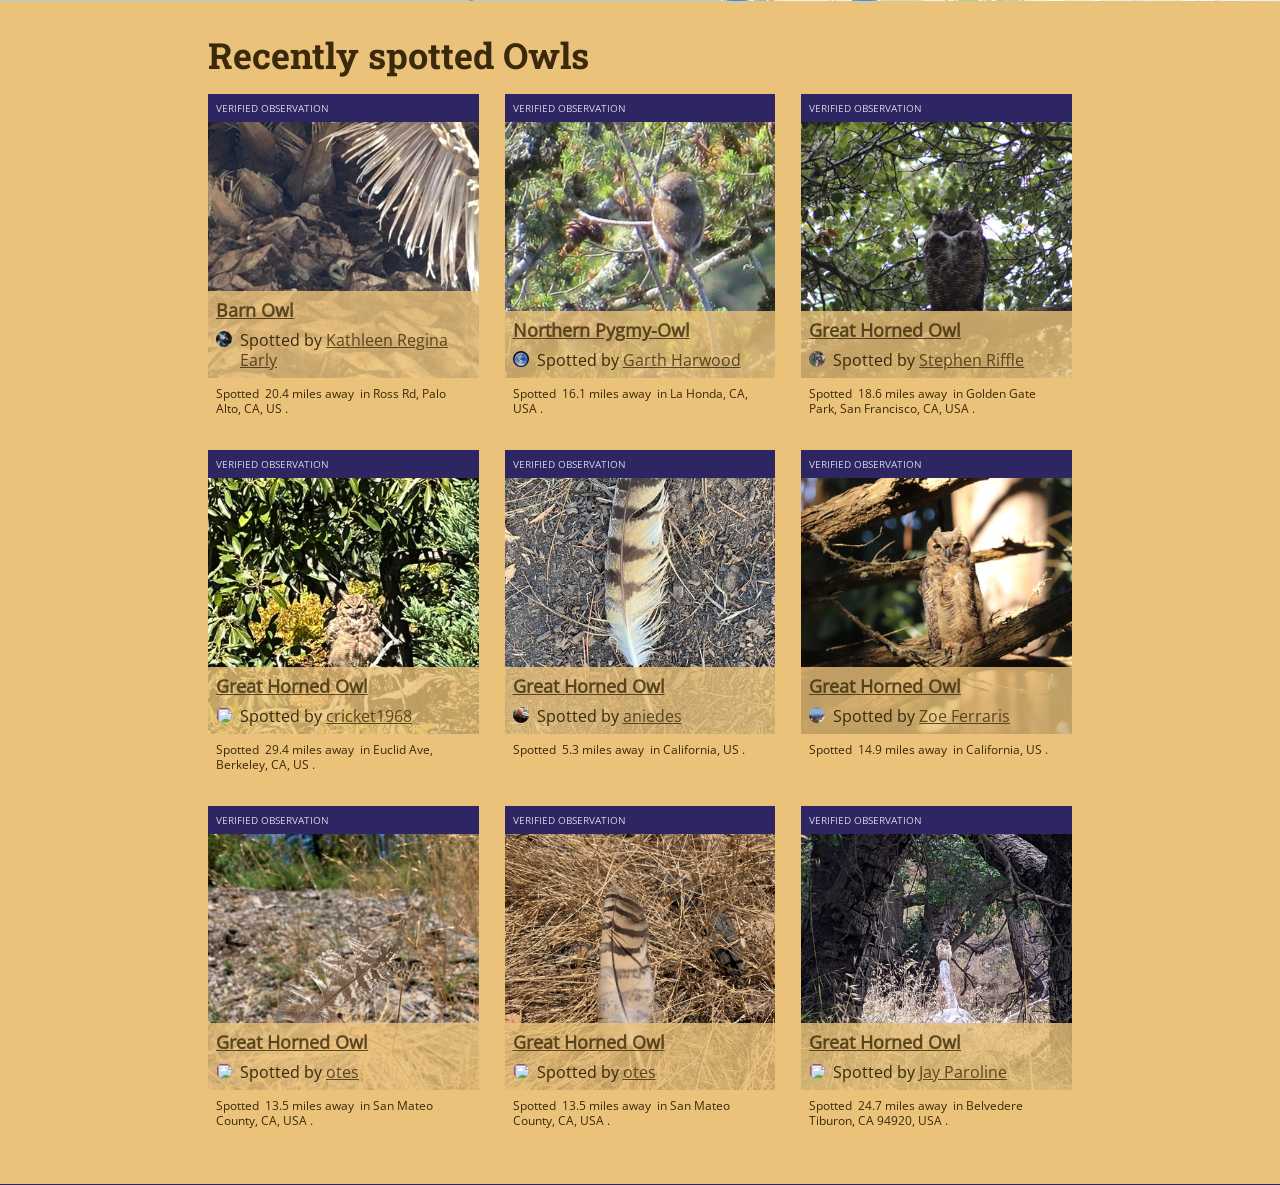 Recently spotted Owls
VERIFIED OBSERVATION
Barn Owl
Spotted by Kathleen Regina
Early
Spotted 20.4 miles away in Ross Rd, Palo
Alto, CA, US .
VERIFIED OBSERVATION
Northern Pygmy-Owl
Spotted by Garth Harwood
Spotted 16.1 miles away in La Honda, CA,
USA .
VERIFIED OBSERVATION
Great Horned Owl
Spotted by Stephen Riffle
Spotted 18.6 miles away in Golden Gate
Park, San Francisco, CA, USA .
VERIFIED OBSERVATION
Great Horned Owl
Spotted by cricket1968
Spotted 29.4 miles away in Euclid Ave,
Berkeley, CA, US .
VERIFIED OBSERVATION
Great Horned Owl
Spotted by aniedes
Spotted 5.3 miles away in California, US .
VERIFIED OBSERVATION
Great Horned Owl
Spotted by Zoe Ferraris
Spotted 14.9 miles away in California, US .
VERIFIED OBSERVATION
Great Horned Owl
Spotted by otes
Spotted 13.5 miles away in San Mateo
County, CA, USA .
VERIFIED OBSERVATION
Great Horned Owl
Spotted by otes
Spotted 13.5 miles away in San Mateo
County, CA, USA .
VERIFIED OBSERVATION
Great Horned Owl
Spotted by Jay Paroline
Spotted 24.7 miles away in Belvedere
Tiburon, CA 94920, USA .